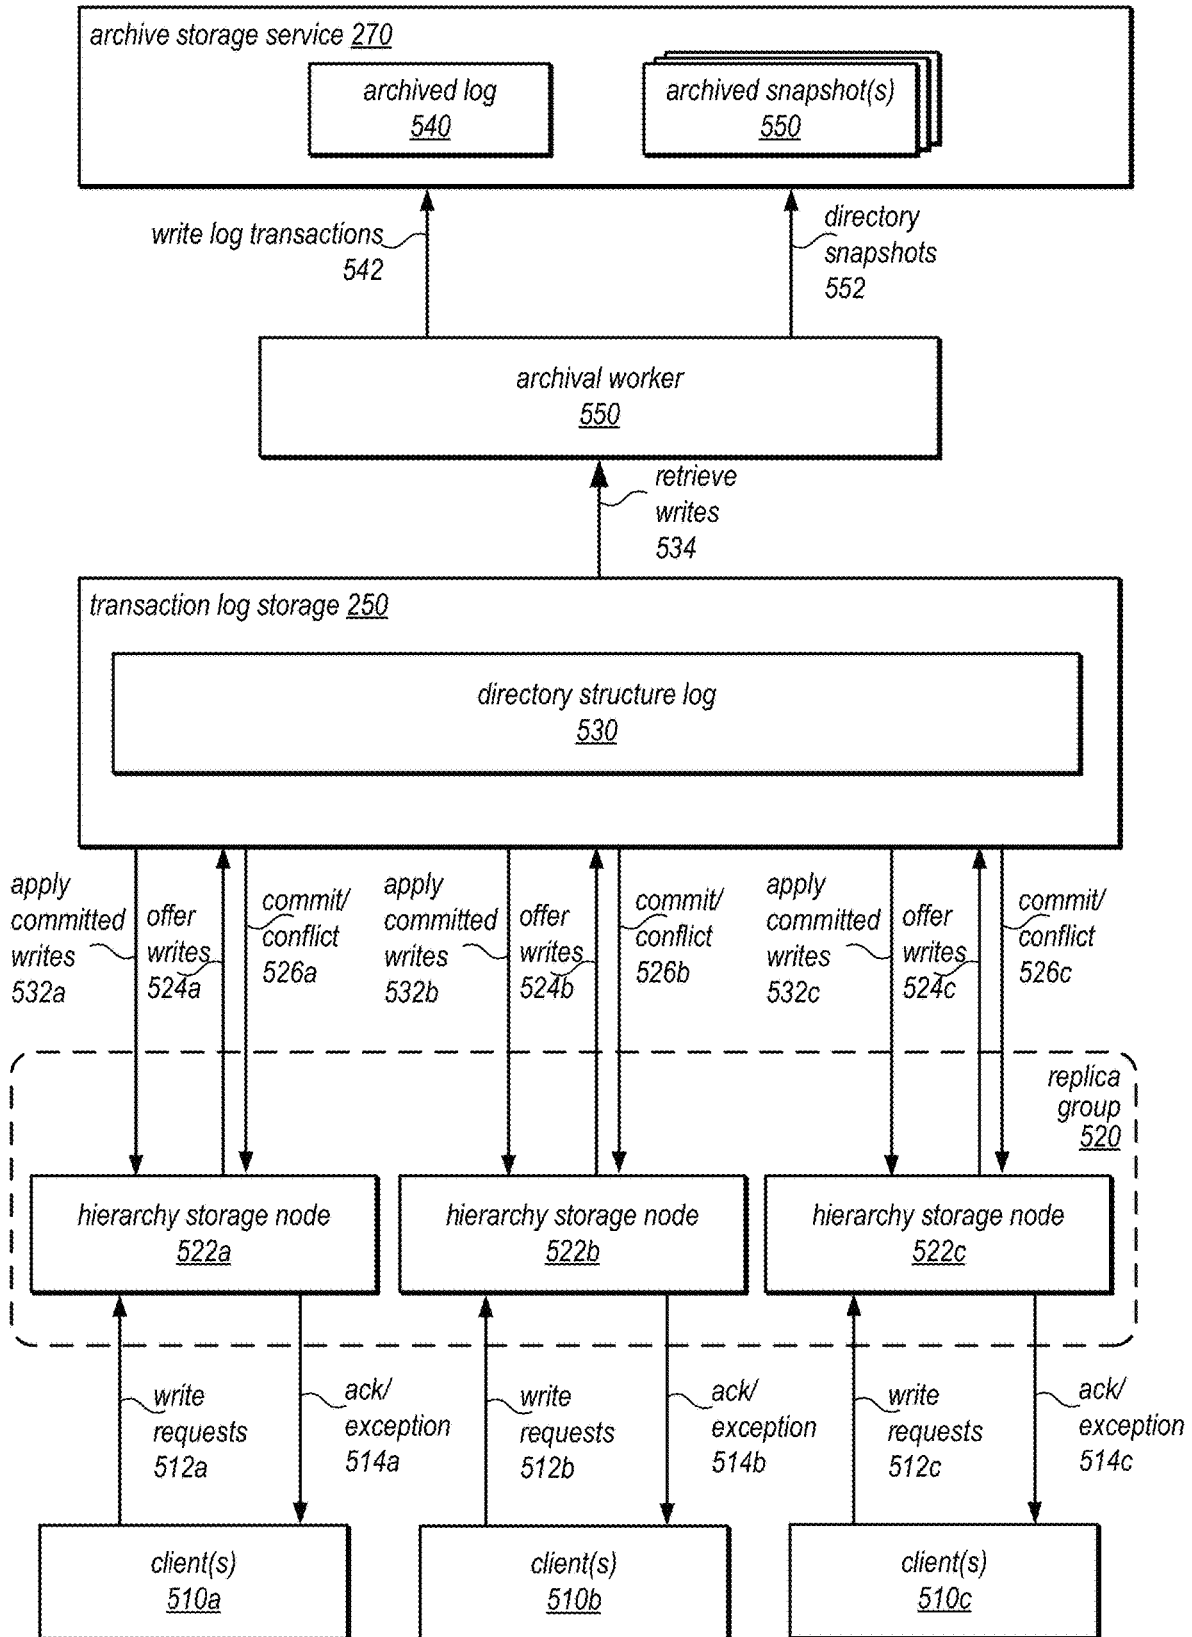 archive storage service 270
archived log
540
archived snapshot(s)
550
write log transactions
542
directory
snapshots
552
archival worker
550
retrieve
writes
534
transaction log storage 250
directory structure log
530
apply
committed
writes
532a
offer
writes
524a
commit/
conflict
526a
apply
committed
writes
532b
offer
writes
524b
commit/
conflict
526b
apply
committed
writes
532c
offer
writes
524c
commit/
conflict
526c
replica
group
520
hierarchy storage node
522a
hierarchy storage node
522b
hierarchy storage node
522c
write
requests
512a
ack/
exception
514a
write
requests
512b
ack/
exception
514b
write
requests
512c
ack/
exception
514c
client(s)
510a
client(s)
510b
client(s)
510c